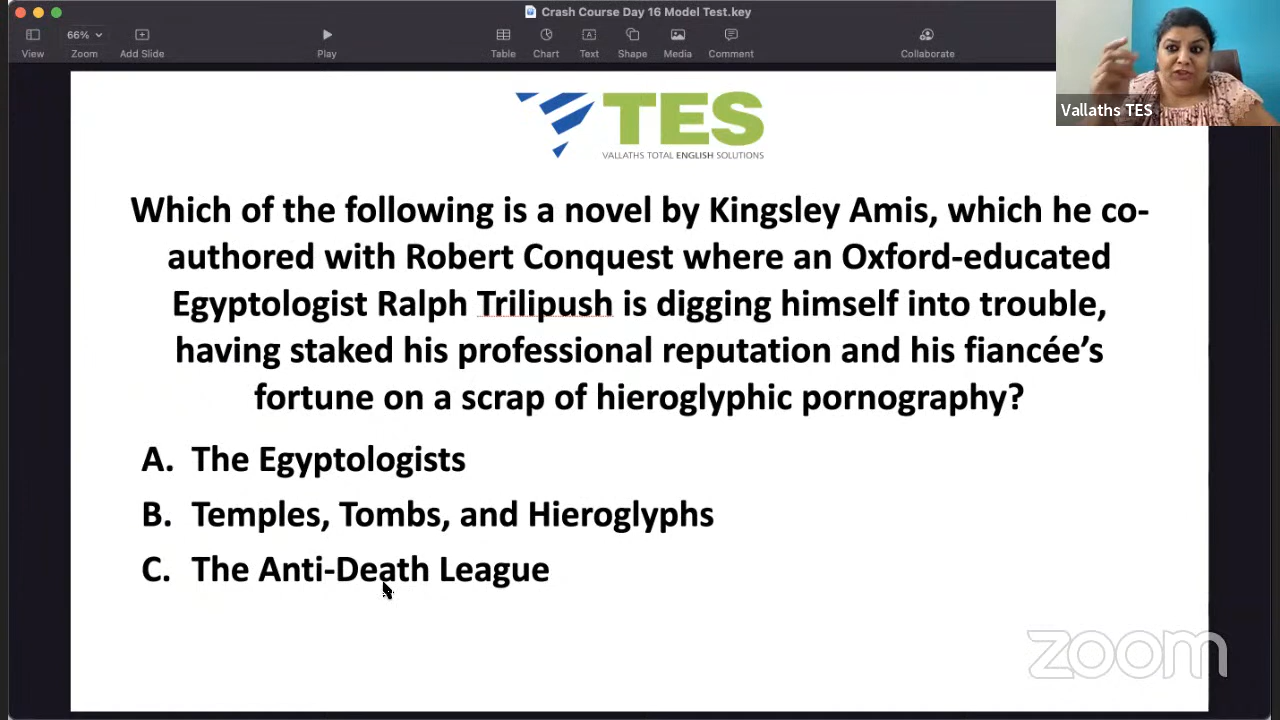 Crash Course Day 16 Model Test.key
66%
View
Zoom
Add Slide
Play
Table
Chart
Text
Shape
Media
Comment
Collaborate
Vallaths TES
TES
VALLATHS TOTAL ENGLISH SOLUTIONS
Which of the following is a novel by Kingsley Amis, which he co-
authored with Robert Conquest where an Oxford-educated
Egyptologist Ralph Trilipush is digging himself into trouble,
having staked his professional reputation and his fiancée’s
fortune on a scrap of hieroglyphic pornography?
A. The Egyptologists
B. Temples, Tombs, and Hieroglyphs
C. The Anti-Death League
zoom